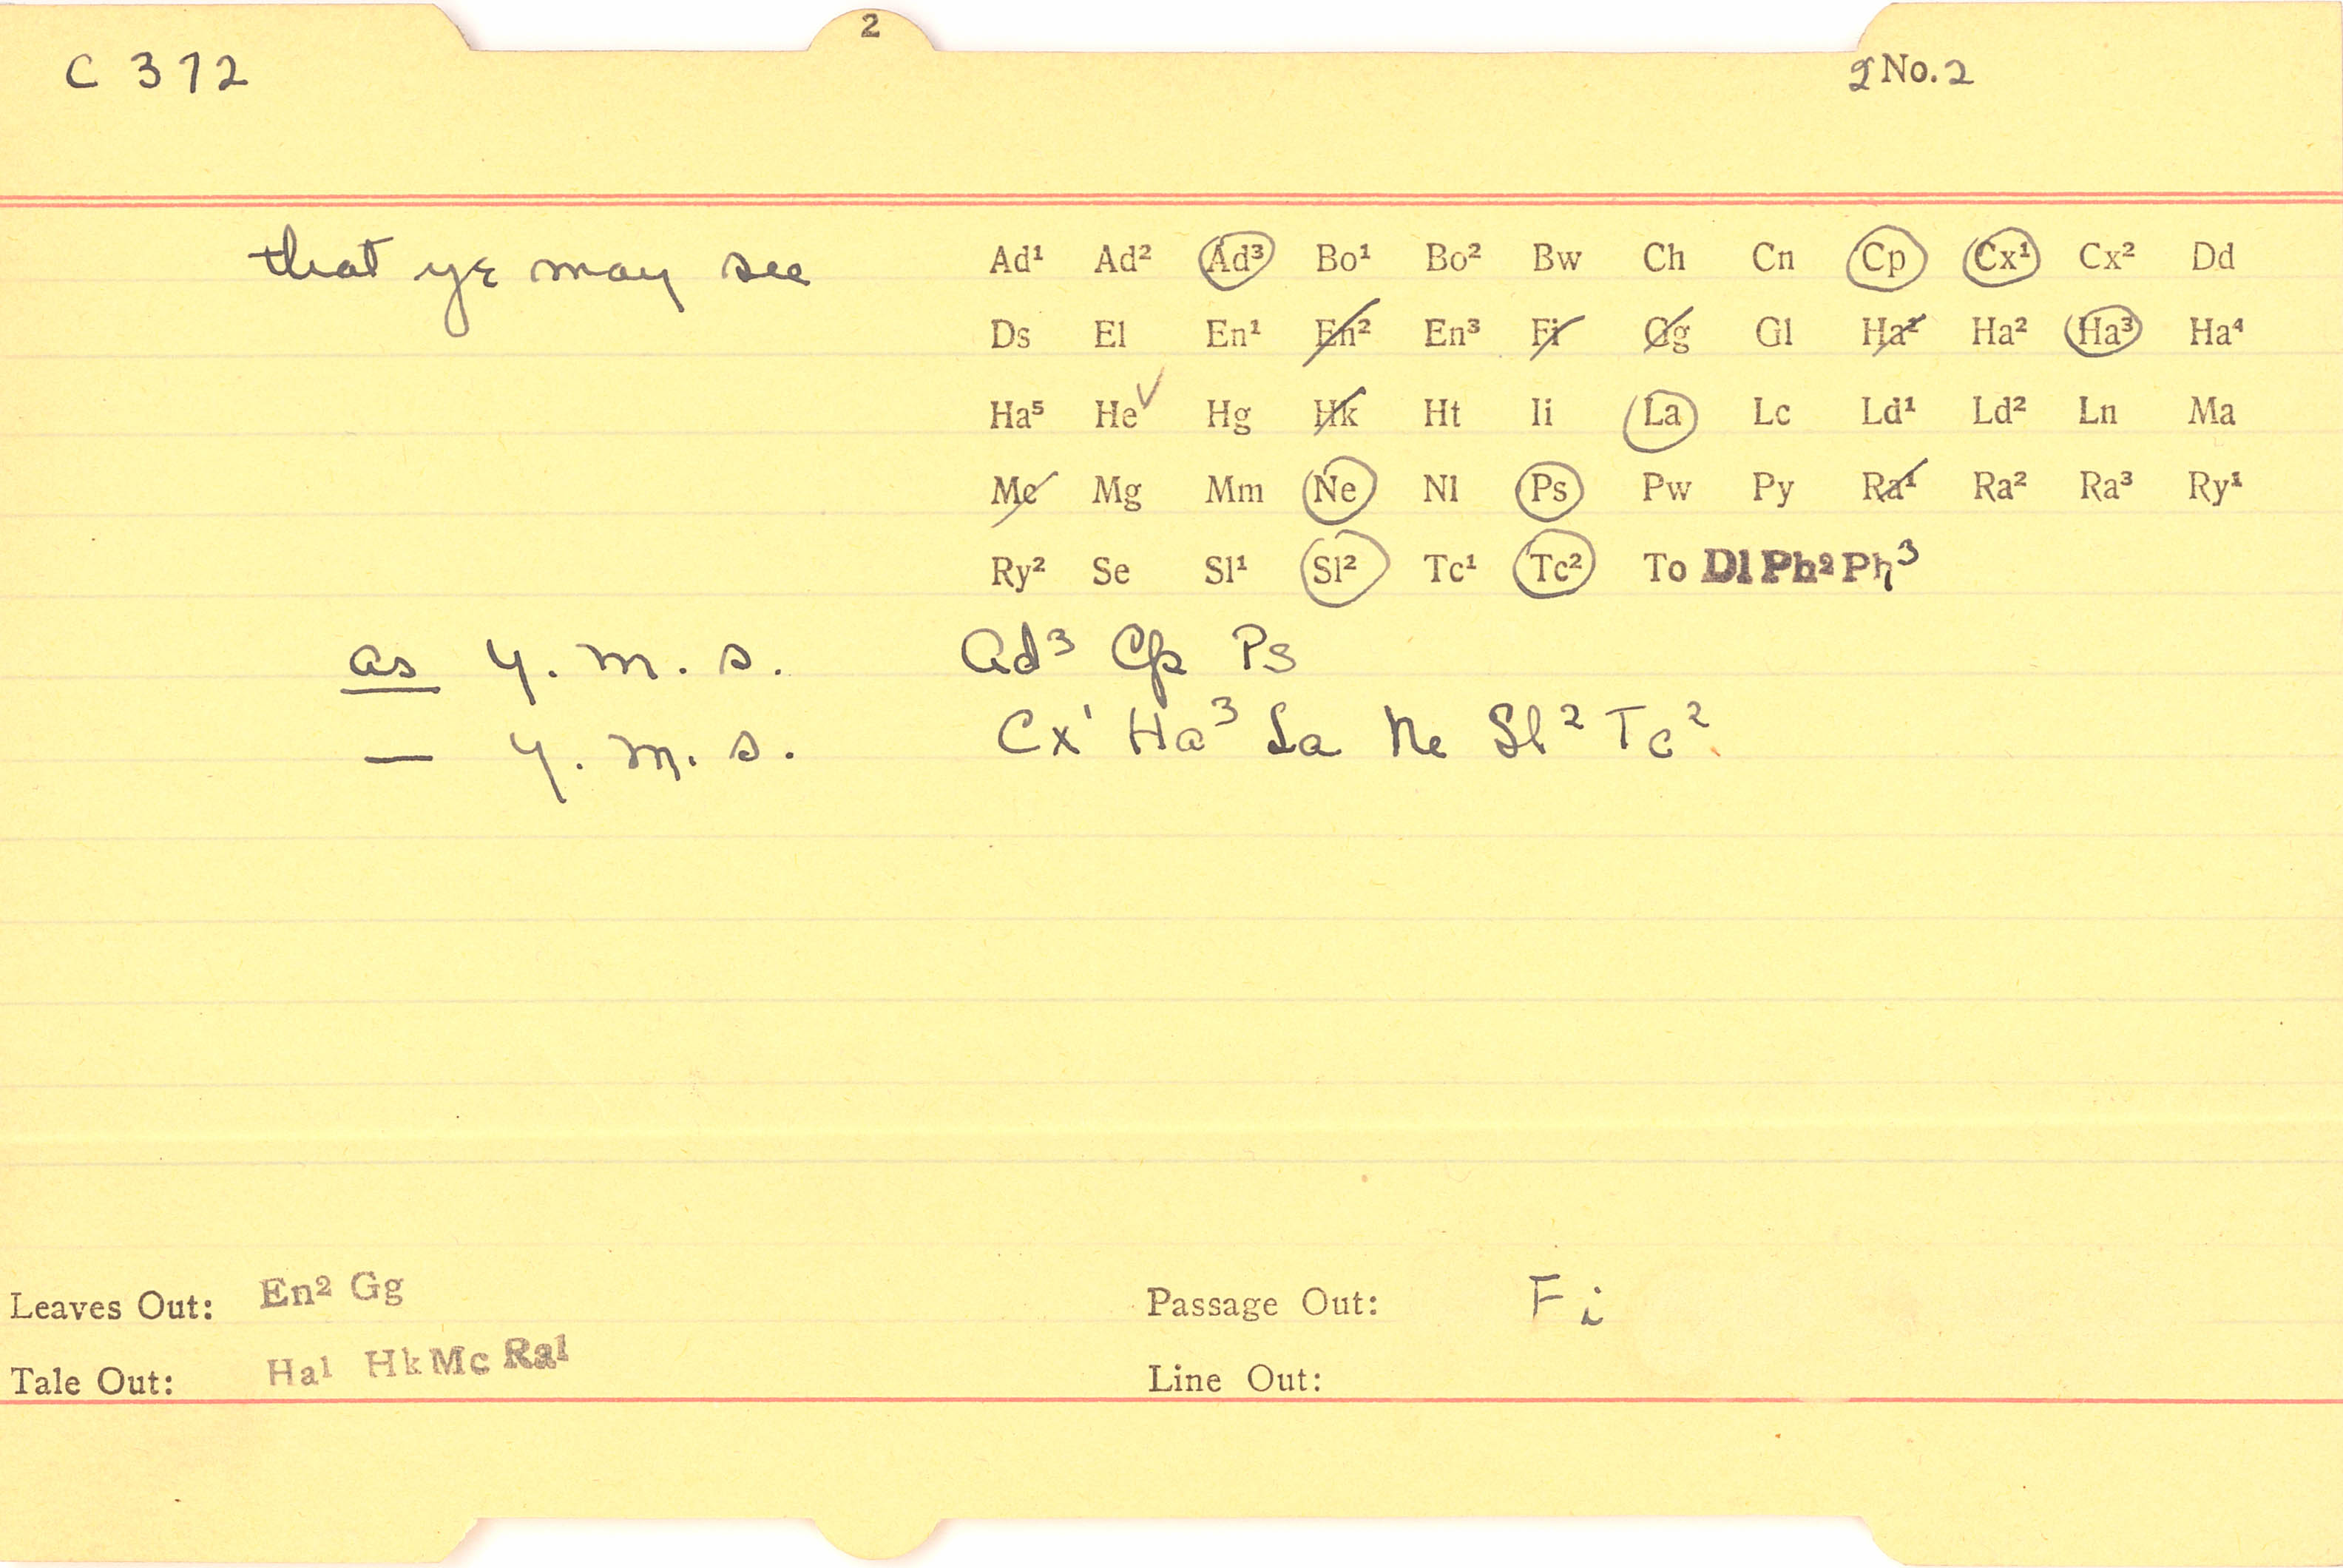 2
C 372 2 No. 2
that ye may see Ad¹ Ad² Ad³ Bo¹ Bo² Bw Ch Cn Cp Cx¹ Cx² Dd
Ds El En¹ En² En³ Fi Gg Gl Ha¹ Ha² Ha³ Ha⁴
Ha⁵ He✓ Hg Hk Ht Ii La Lc Ld¹ Ld² Ln Ma
Mc Mg Mm Ne Nl Ps Pw Py Ra¹ Ra² Ra³ Ry¹
Ry² Se Sl¹ Sl² Tc¹ Tc² To Dl Ph² Ph³
as y. m. s. Ad³ Cp Ps
— y. m. s. Cx¹ Ha³ La Ne Sl² Tc²
Leaves Out: En² Gg Passage Out: Fi
Tale Out: Ha¹ Hk Mc Ra¹ Line Out: